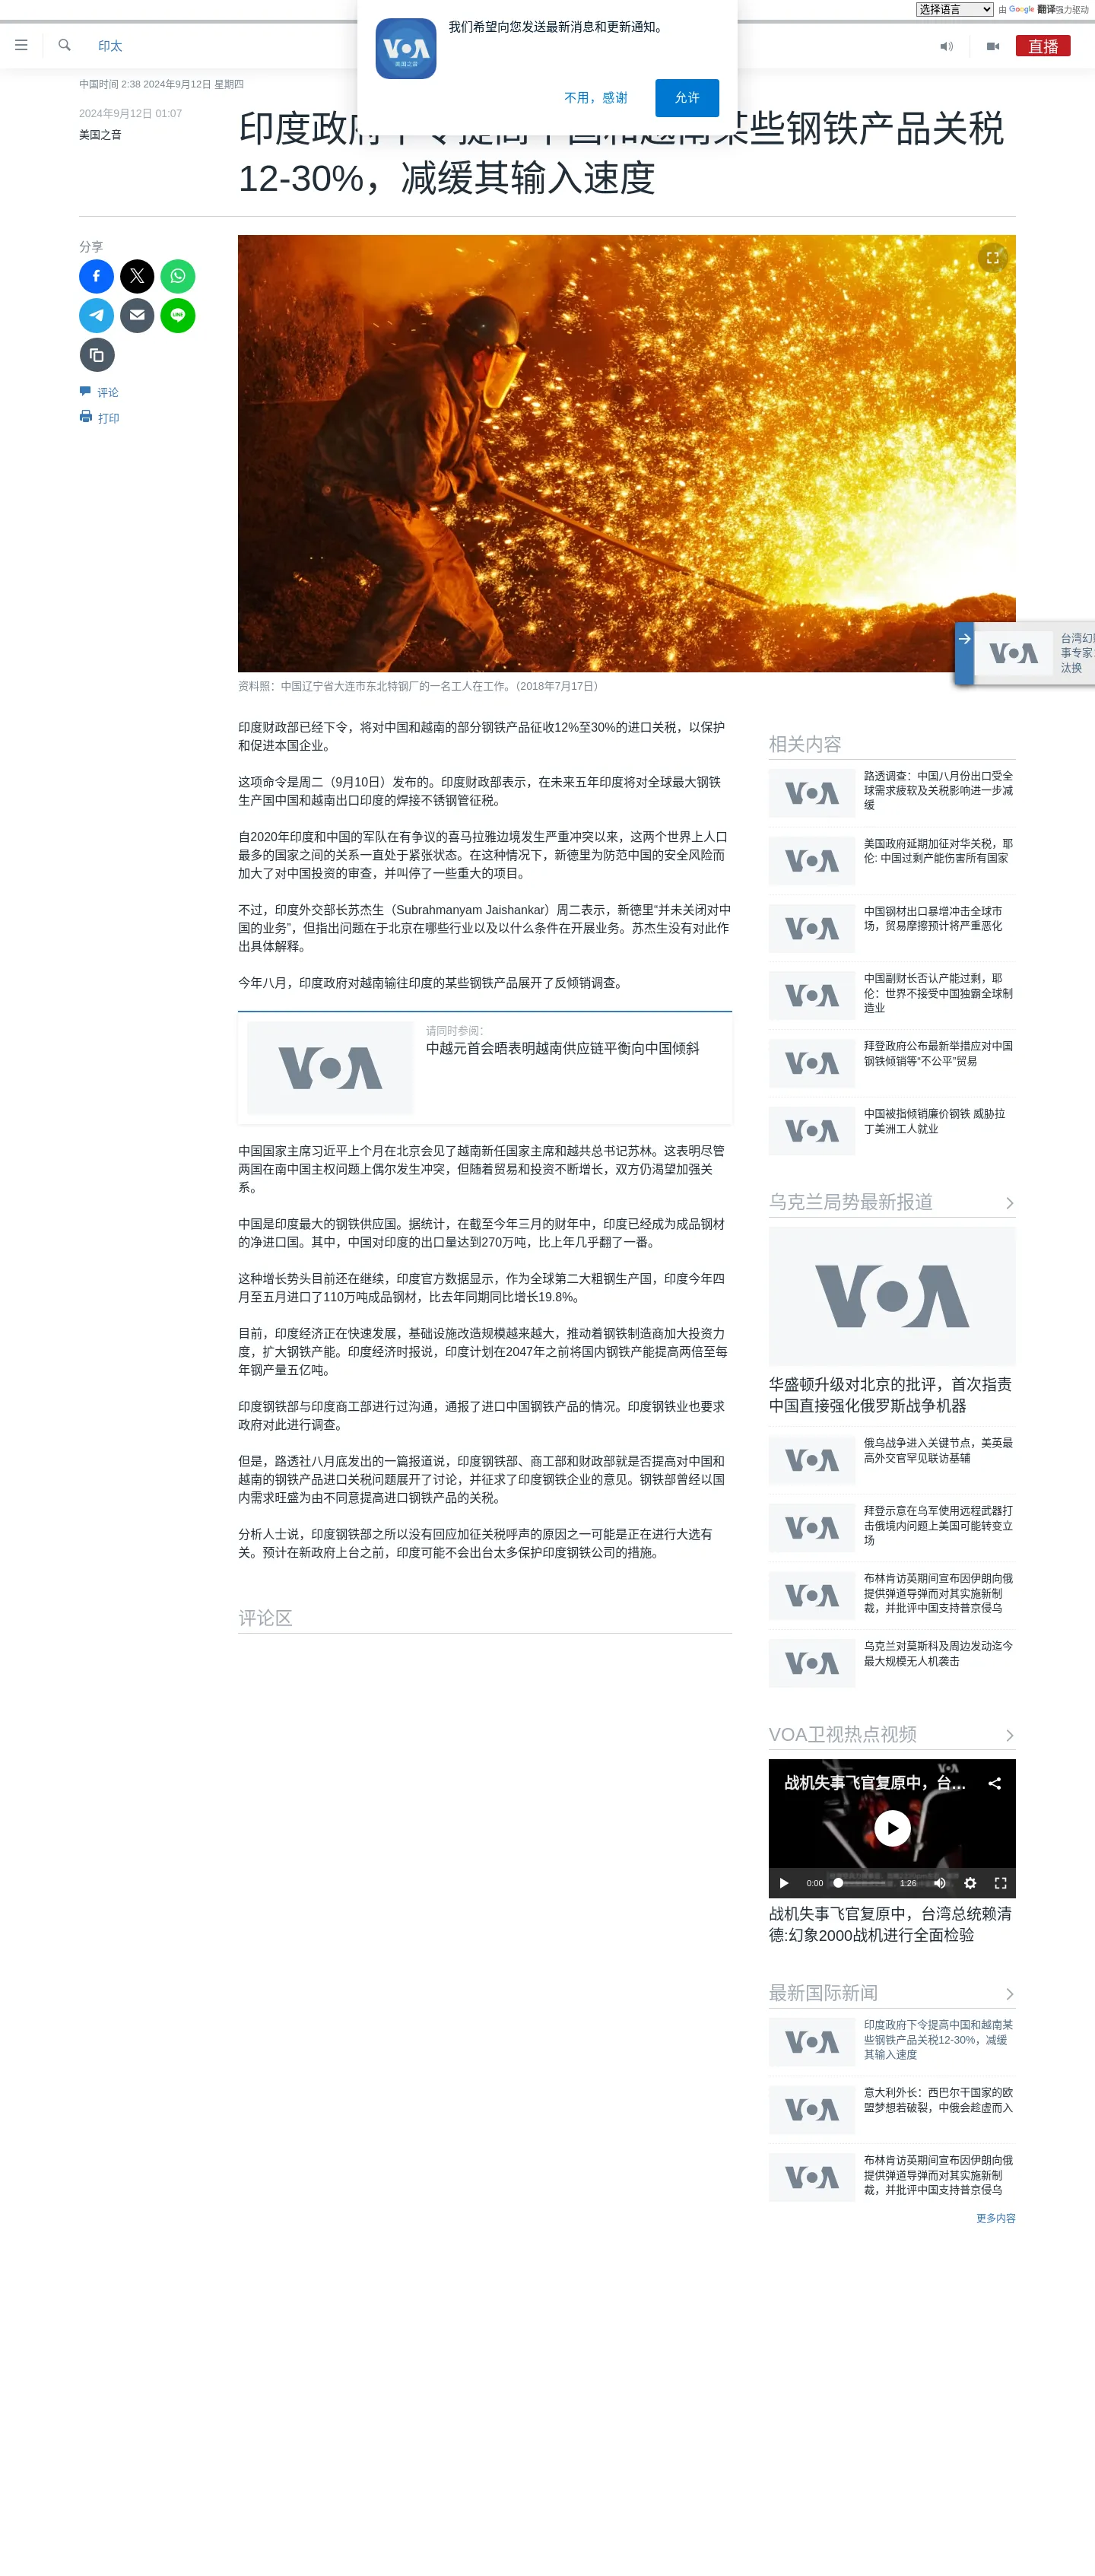 选择语言
由 Google 翻译强力驱动
我们希望向您发送最新消息和更新通知。
VOA
美国之音
不用，感谢
允许
印太
直播
中国时间 2:38 2024年9月12日 星期四
2024年9月12日 01:07
美国之音
印度政府下令提高中国和越南某些钢铁产品关税
12-30%，减缓其输入速度
分享
LINE
评论
打印
资料照：中国辽宁省大连市东北特钢厂的一名工人在工作。（2018年7月17日）
VOA
台湾幻
事专家
汰换
印度财政部已经下令，将对中国和越南的部分钢铁产品征收12%至30%的进口关税，以保护
和促进本国企业。
这项命令是周二（9月10日）发布的。印度财政部表示，在未来五年印度将对全球最大钢铁
生产国中国和越南出口印度的焊接不锈钢管征税。
自2020年印度和中国的军队在有争议的喜马拉雅边境发生严重冲突以来，这两个世界上人口
最多的国家之间的关系一直处于紧张状态。在这种情况下，新德里为防范中国的安全风险而
加大了对中国投资的审查，并叫停了一些重大的项目。
不过，印度外交部长苏杰生（Subrahmanyam Jaishankar）周二表示，新德里“并未关闭对中
国的业务”，但指出问题在于北京在哪些行业以及以什么条件在开展业务。苏杰生没有对此作
出具体解释。
今年八月，印度政府对越南输往印度的某些钢铁产品展开了反倾销调查。
VOA
请同时参阅：
中越元首会晤表明越南供应链平衡向中国倾斜
中国国家主席习近平上个月在北京会见了越南新任国家主席和越共总书记苏林。这表明尽管
两国在南中国主权问题上偶尔发生冲突，但随着贸易和投资不断增长，双方仍渴望加强关
系。
中国是印度最大的钢铁供应国。据统计，在截至今年三月的财年中，印度已经成为成品钢材
的净进口国。其中，中国对印度的出口量达到270万吨，比上年几乎翻了一番。
这种增长势头目前还在继续，印度官方数据显示，作为全球第二大粗钢生产国，印度今年四
月至五月进口了110万吨成品钢材，比去年同期同比增长19.8%。
目前，印度经济正在快速发展，基础设施改造规模越来越大，推动着钢铁制造商加大投资力
度，扩大钢铁产能。印度经济时报说，印度计划在2047年之前将国内钢铁产能提高两倍至每
年钢产量五亿吨。
印度钢铁部与印度商工部进行过沟通，通报了进口中国钢铁产品的情况。印度钢铁业也要求
政府对此进行调查。
但是，路透社八月底发出的一篇报道说，印度钢铁部、商工部和财政部就是否提高对中国和
越南的钢铁产品进口关税问题展开了讨论，并征求了印度钢铁企业的意见。钢铁部曾经以国
内需求旺盛为由不同意提高进口钢铁产品的关税。
分析人士说，印度钢铁部之所以没有回应加征关税呼声的原因之一可能是正在进行大选有
关。预计在新政府上台之前，印度可能不会出台太多保护印度钢铁公司的措施。
评论区
相关内容
VOA
路透调查：中国八月份出口受全
球需求疲软及关税影响进一步减
缓
VOA
美国政府延期加征对华关税，耶
伦: 中国过剩产能伤害所有国家
VOA
中国钢材出口暴增冲击全球市
场，贸易摩擦预计将严重恶化
VOA
中国副财长否认产能过剩，耶
伦：世界不接受中国独霸全球制
造业
VOA
拜登政府公布最新举措应对中国
钢铁倾销等“不公平”贸易
VOA
中国被指倾销廉价钢铁 威胁拉
丁美洲工人就业
乌克兰局势最新报道
VOA
华盛顿升级对北京的批评，首次指责
中国直接强化俄罗斯战争机器
VOA
俄乌战争进入关键节点，美英最
高外交官罕见联访基辅
VOA
拜登示意在乌军使用远程武器打
击俄境内问题上美国可能转变立
场
VOA
布林肯访英期间宣布因伊朗向俄
提供弹道导弹而对其实施新制
裁，并批评中国支持普京侵乌
VOA
乌克兰对莫斯科及周边发动迄今
最大规模无人机袭击
VOA卫视热点视频
VOA
战机失事飞官复原中，台...
0:00
1:26
战机失事飞官复原中，台湾总统赖清
德:幻象2000战机进行全面检验
最新国际新闻
VOA
印度政府下令提高中国和越南某
些钢铁产品关税12-30%，减缓
其输入速度
VOA
意大利外长：西巴尔干国家的欧
盟梦想若破裂，中俄会趁虚而入
VOA
布林肯访英期间宣布因伊朗向俄
提供弹道导弹而对其实施新制
裁，并批评中国支持普京侵乌
更多内容